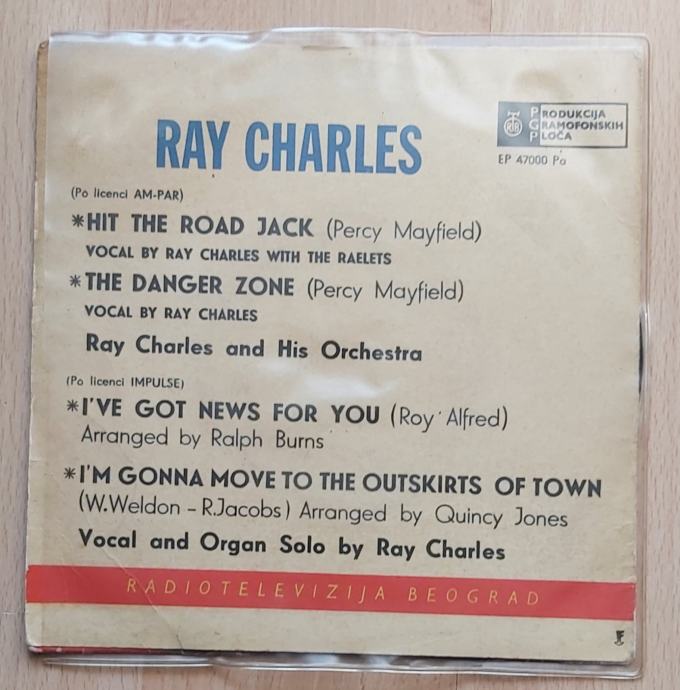 RAY CHARLES
PRODUKCIJA
GRAMOFONSKIH
PLOČA
EP 47000 Pa
(Po licenci AM-PAR)
*HIT THE ROAD JACK (Percy Mayfield)
VOCAL BY RAY CHARLES WITH THE RAELETS
*THE DANGER ZONE (Percy Mayfield)
VOCAL BY RAY CHARLES
Ray Charles and His Orchestra
(Po licenci IMPULSE)
*I'VE GOT NEWS FOR YOU (Roy Alfred)
Arranged by Ralph Burns
*I'M GONNA MOVE TO THE OUTSKIRTS OF TOWN
(W.Weldon - R.Jacobs) Arranged by Quincy Jones
Vocal and Organ Solo by Ray Charles
RADIOTELEVIZIJA BEOGRAD